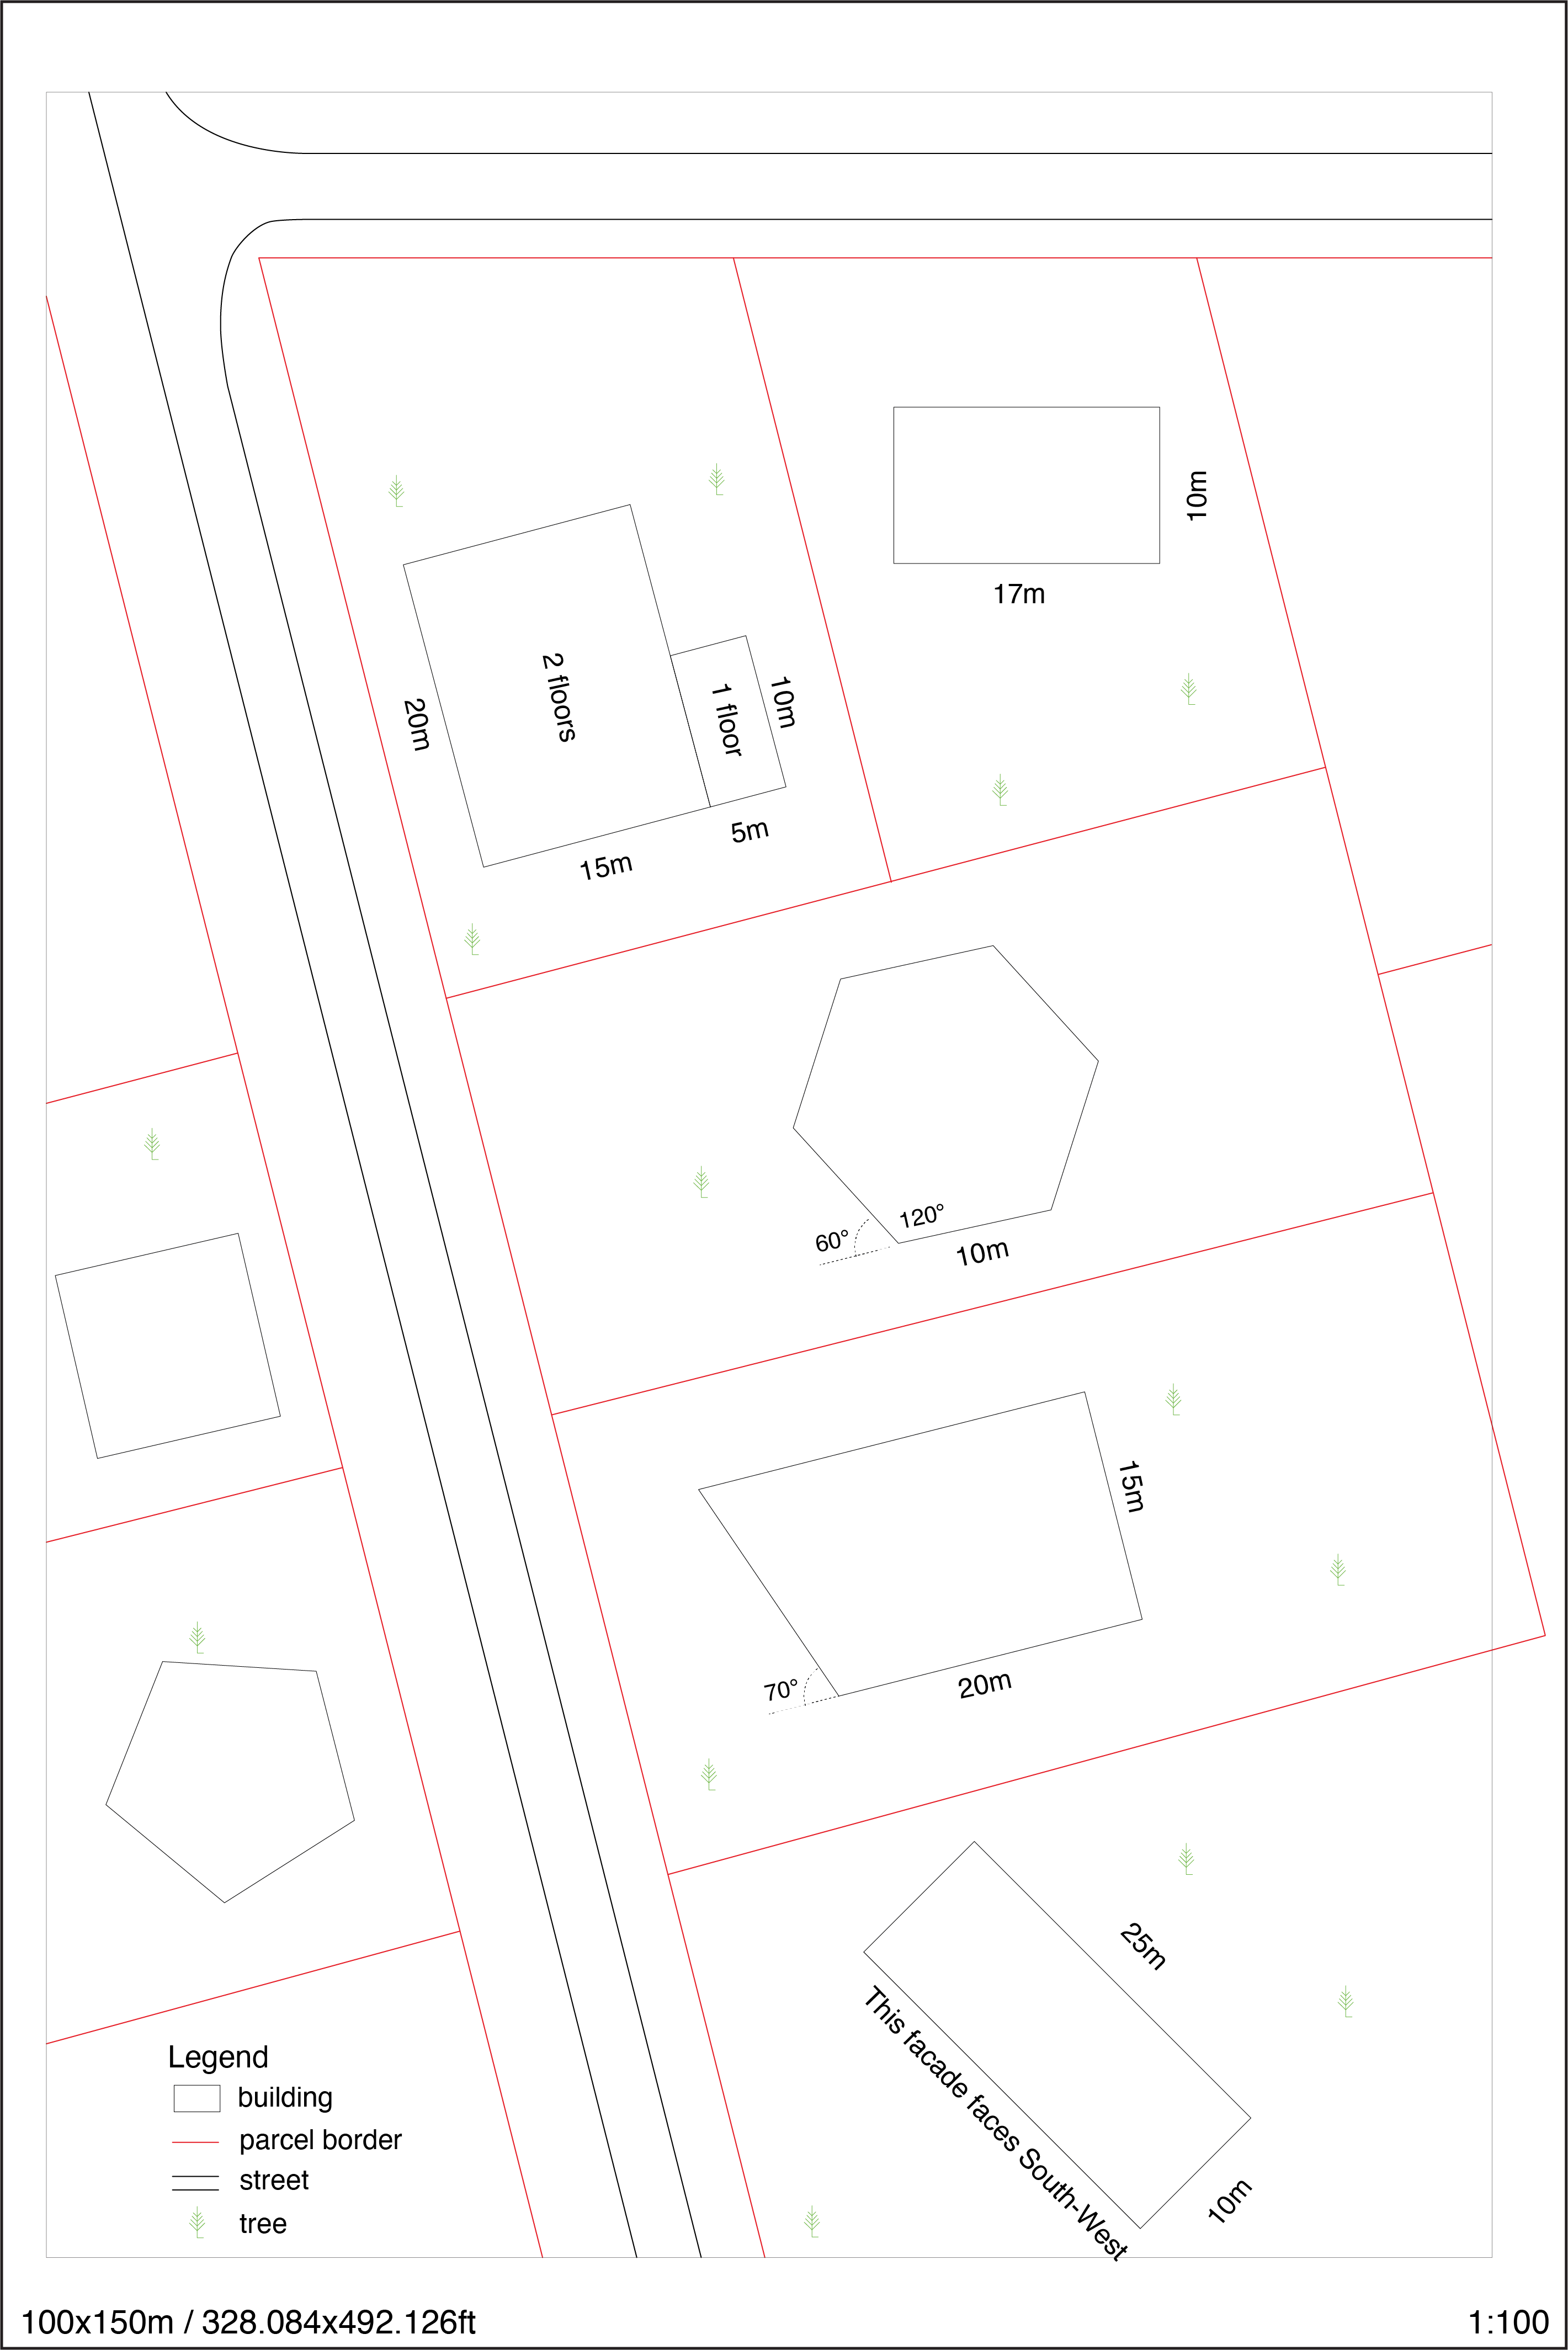 10m
17m
2 floors
1 floor
10m
20m
5m
15m
120°
60°
10m
15m
70°
20m
25m
This facade faces South-West
10m
Legend
building
parcel border
street
tree
100x150m / 328.084x492.126ft
1:100